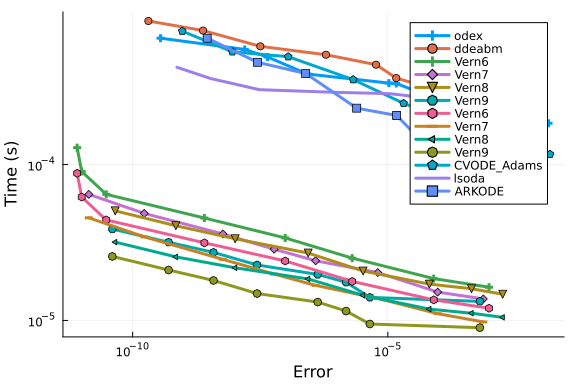 odex
ddeabm
Vern6
Vern7
Vern8
Vern9
Vern6
Vern7
Vern8
Vern9
CVODE_Adams
lsoda
ARKODE
Time (s)
10⁻⁴
10⁻⁵
10⁻¹⁰
10⁻⁵
Error